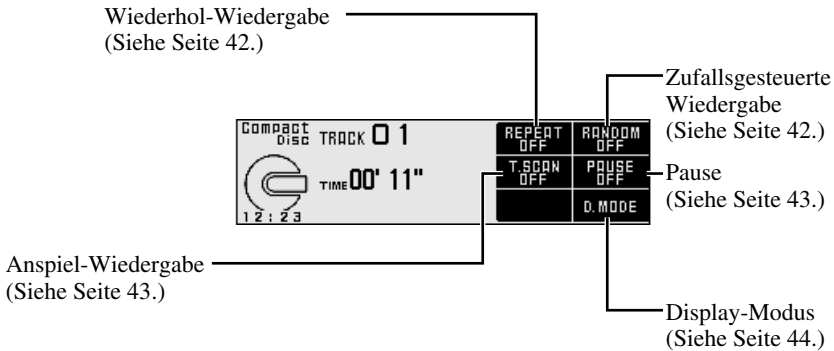 Wiederhol-Wiedergabe
(Siehe Seite 42.)
Zufallsgesteuerte
Wiedergabe
(Siehe Seite 42.)
Compact
Disc
TRACK 0 1
TIME 00' 11"
12:23
REPEAT
OFF
RANDOM
OFF
T.SCAN
OFF
PAUSE
OFF
D.MODE
Pause
(Siehe Seite 43.)
Anspiel-Wiedergabe
(Siehe Seite 43.)
Display-Modus
(Siehe Seite 44.)